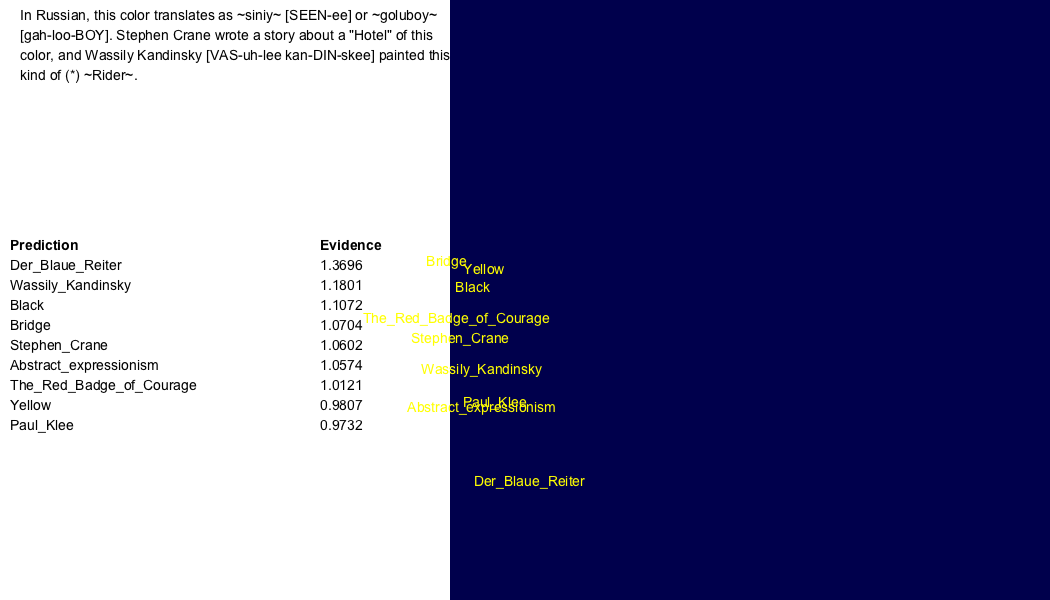 In Russian, this color translates as ~siniy~ [SEEN-ee] or ~goluboy~
[gah-loo-BOY]. Stephen Crane wrote a story about a "Hotel" of this
color, and Wassily Kandinsky [VAS-uh-lee kan-DIN-skee] painted this
kind of (*) ~Rider~.
Prediction Evidence
Der_Blaue_Reiter 1.3696
Wassily_Kandinsky 1.1801
Black 1.1072
Bridge 1.0704
Stephen_Crane 1.0602
Abstract_expressionism 1.0574
The_Red_Badge_of_Courage 1.0121
Yellow 0.9807
Paul_Klee 0.9732
Bridge
Yellow
Black
The_Red_Badge_of_Courage
Stephen_Crane
Wassily_Kandinsky
Paul_Klee
Abstract_expressionism
Der_Blaue_Reiter